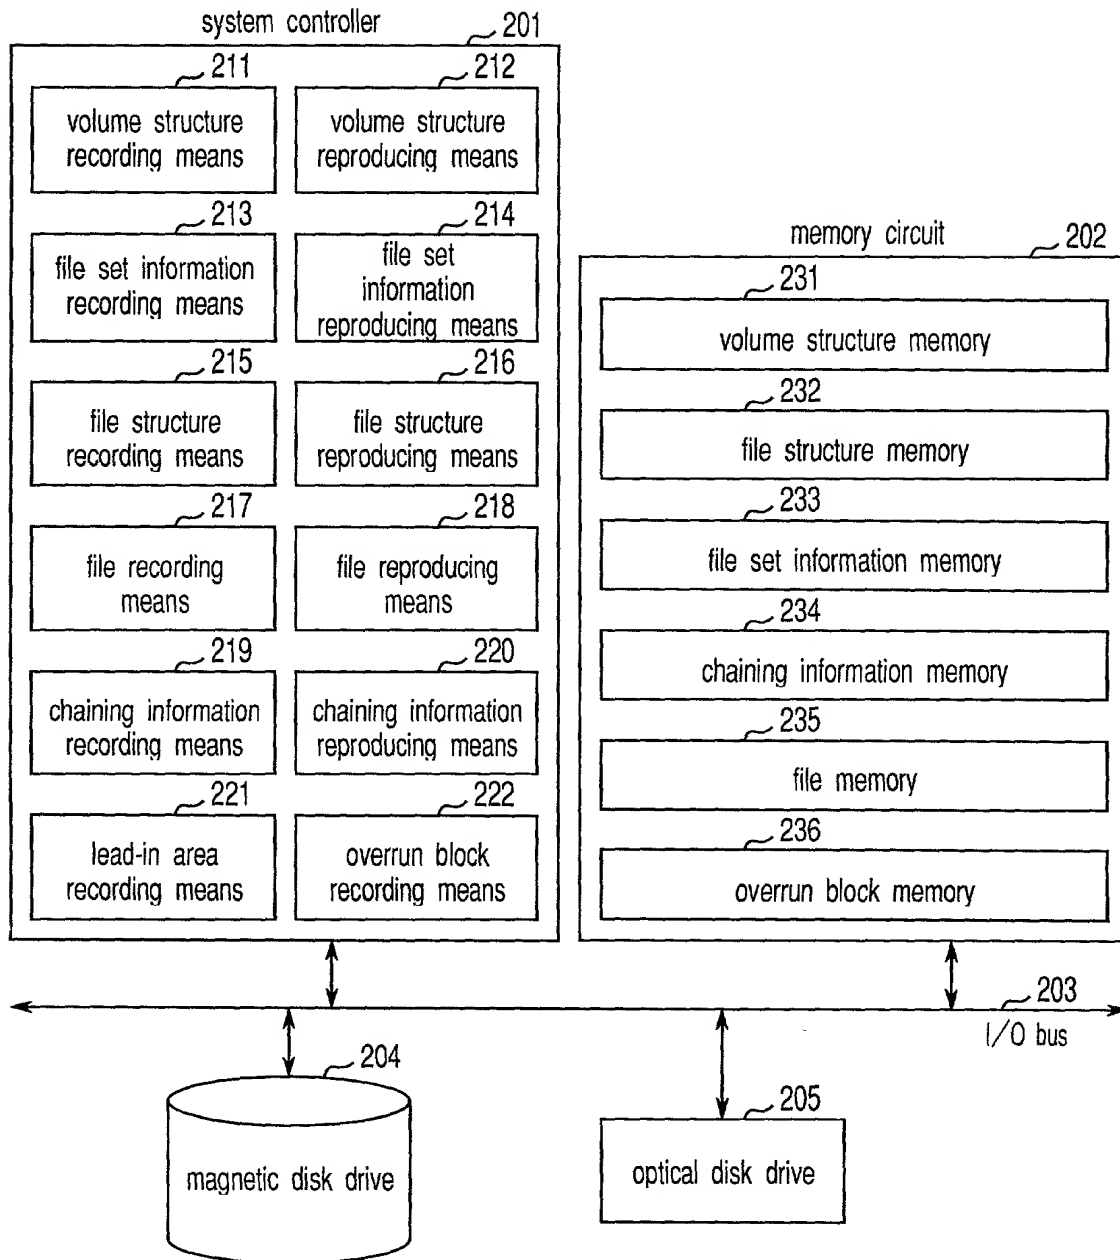 system controller
201
211
volume structure
recording means
212
volume structure
reproducing means
213
file set information
recording means
214
file set
information
reproducing means
215
file structure
recording means
216
file structure
reproducing means
217
file recording
means
218
file reproducing
means
219
chaining information
recording means
220
chaining information
reproducing means
221
lead-in area
recording means
222
overrun block
recording means
memory circuit
202
231
volume structure memory
232
file structure memory
233
file set information memory
234
chaining information memory
235
file memory
236
overrun block memory
203
I/O bus
204
magnetic disk drive
205
optical disk drive